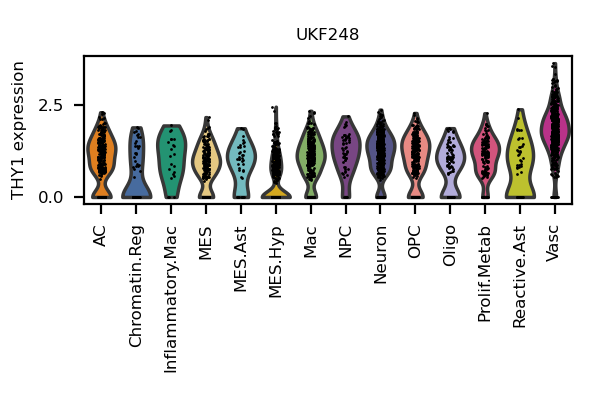 UKF248
THY1 expression
2.5
0.0
AC
Chromatin.Reg
Inflammatory.Mac
MES
MES.Ast
MES.Hyp
Mac
NPC
Neuron
OPC
Oligo
Prolif.Metab
Reactive.Ast
Vasc